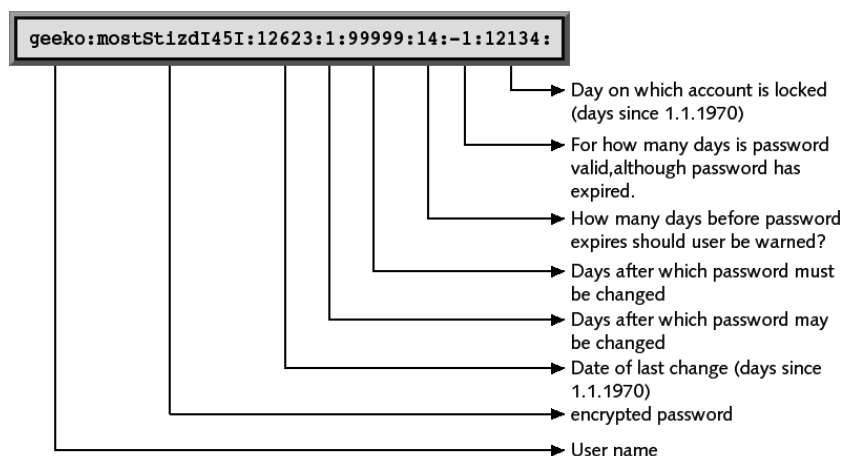 geeko:mostStizdI45I:12623:1:99999:14:-1:12134:
Day on which account is locked
(days since 1.1.1970)
For how many days is password
valid,although password has
expired.
How many days before password
expires should user be warned?
Days after which password must
be changed
Days after which password may
be changed
Date of last change (days since
1.1.1970)
encrypted password
User name